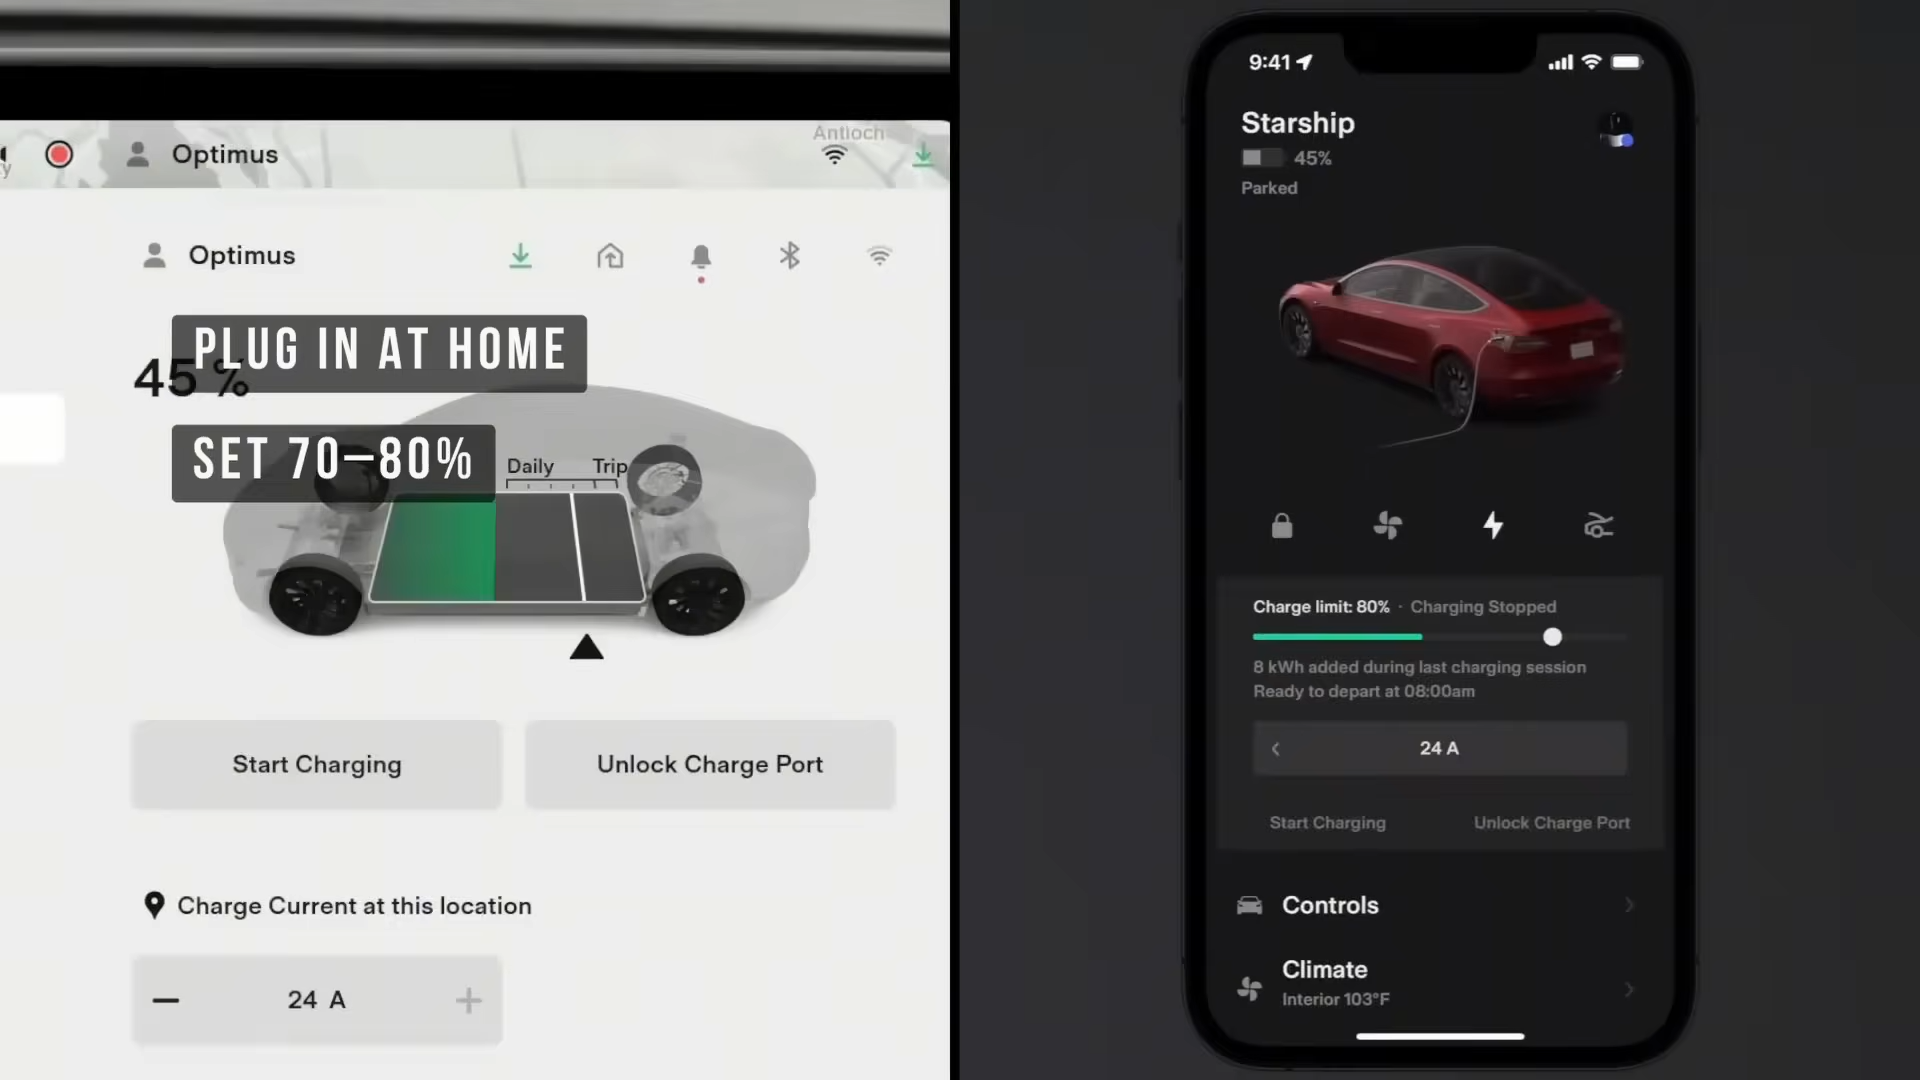 Antioch
Optimus
Optimus
PLUG IN AT HOME
45 %
SET 70–80%
Daily Trip
Start Charging
Unlock Charge Port
Charge Current at this location
24 A
9:41
Starship
45%
Parked
Charge limit: 80% · Charging Stopped
8 kWh added during last charging session
Ready to depart at 08:00am
24 A
Start Charging
Unlock Charge Port
Controls
Climate
Interior 103°F